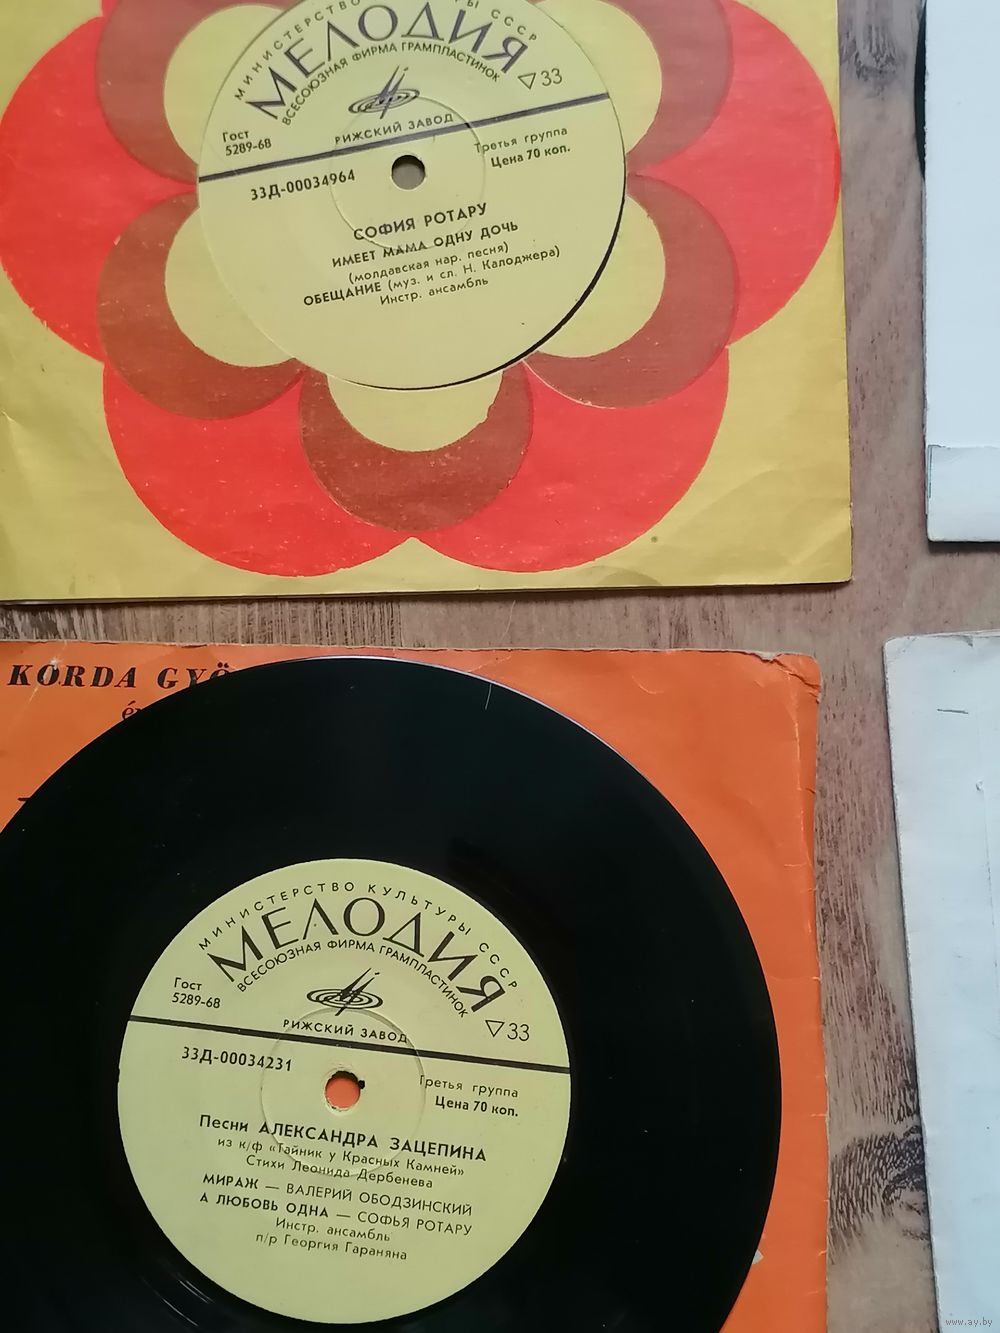 МИНИСТЕРСТВО КУЛЬТУРЫ СССР
МЕЛОДИЯ
ВСЕСОЮЗНАЯ ФИРМА ГРАМПЛАСТИНОК
▽33
Гост
5289-68
РИЖСКИЙ ЗАВОД
Третья группа
Цена 70 коп.
33Д-00034964
СОФИЯ РОТАРУ
ИМЕЕТ МАМА ОДНУ ДОЧЬ
(молдавская нар. песня)
ОБЕЩАНИЕ (муз. и сл. Н. Калоджера)
Инстр. ансамбль
KORDA GYÖ
МИНИСТЕРСТВО КУЛЬТУРЫ СССР
МЕЛОДИЯ
ВСЕСОЮЗНАЯ ФИРМА ГРАМПЛАСТИНОК
Гост
5289-68
РИЖСКИЙ ЗАВОД
▽33
33Д-00034231
Третья группа
Цена 70 коп.
Песни АЛЕКСАНДРА ЗАЦЕПИНА
из к/ф «Тайник у Красных Камней»
Стихи Леонида Дербенева
МИРАЖ — ВАЛЕРИЙ ОБОДЗИНСКИЙ
А ЛЮБОВЬ ОДНА — СОФЬЯ РОТАРУ
Инстр. ансамбль
п/р Георгия Гараняна
www.ay.by